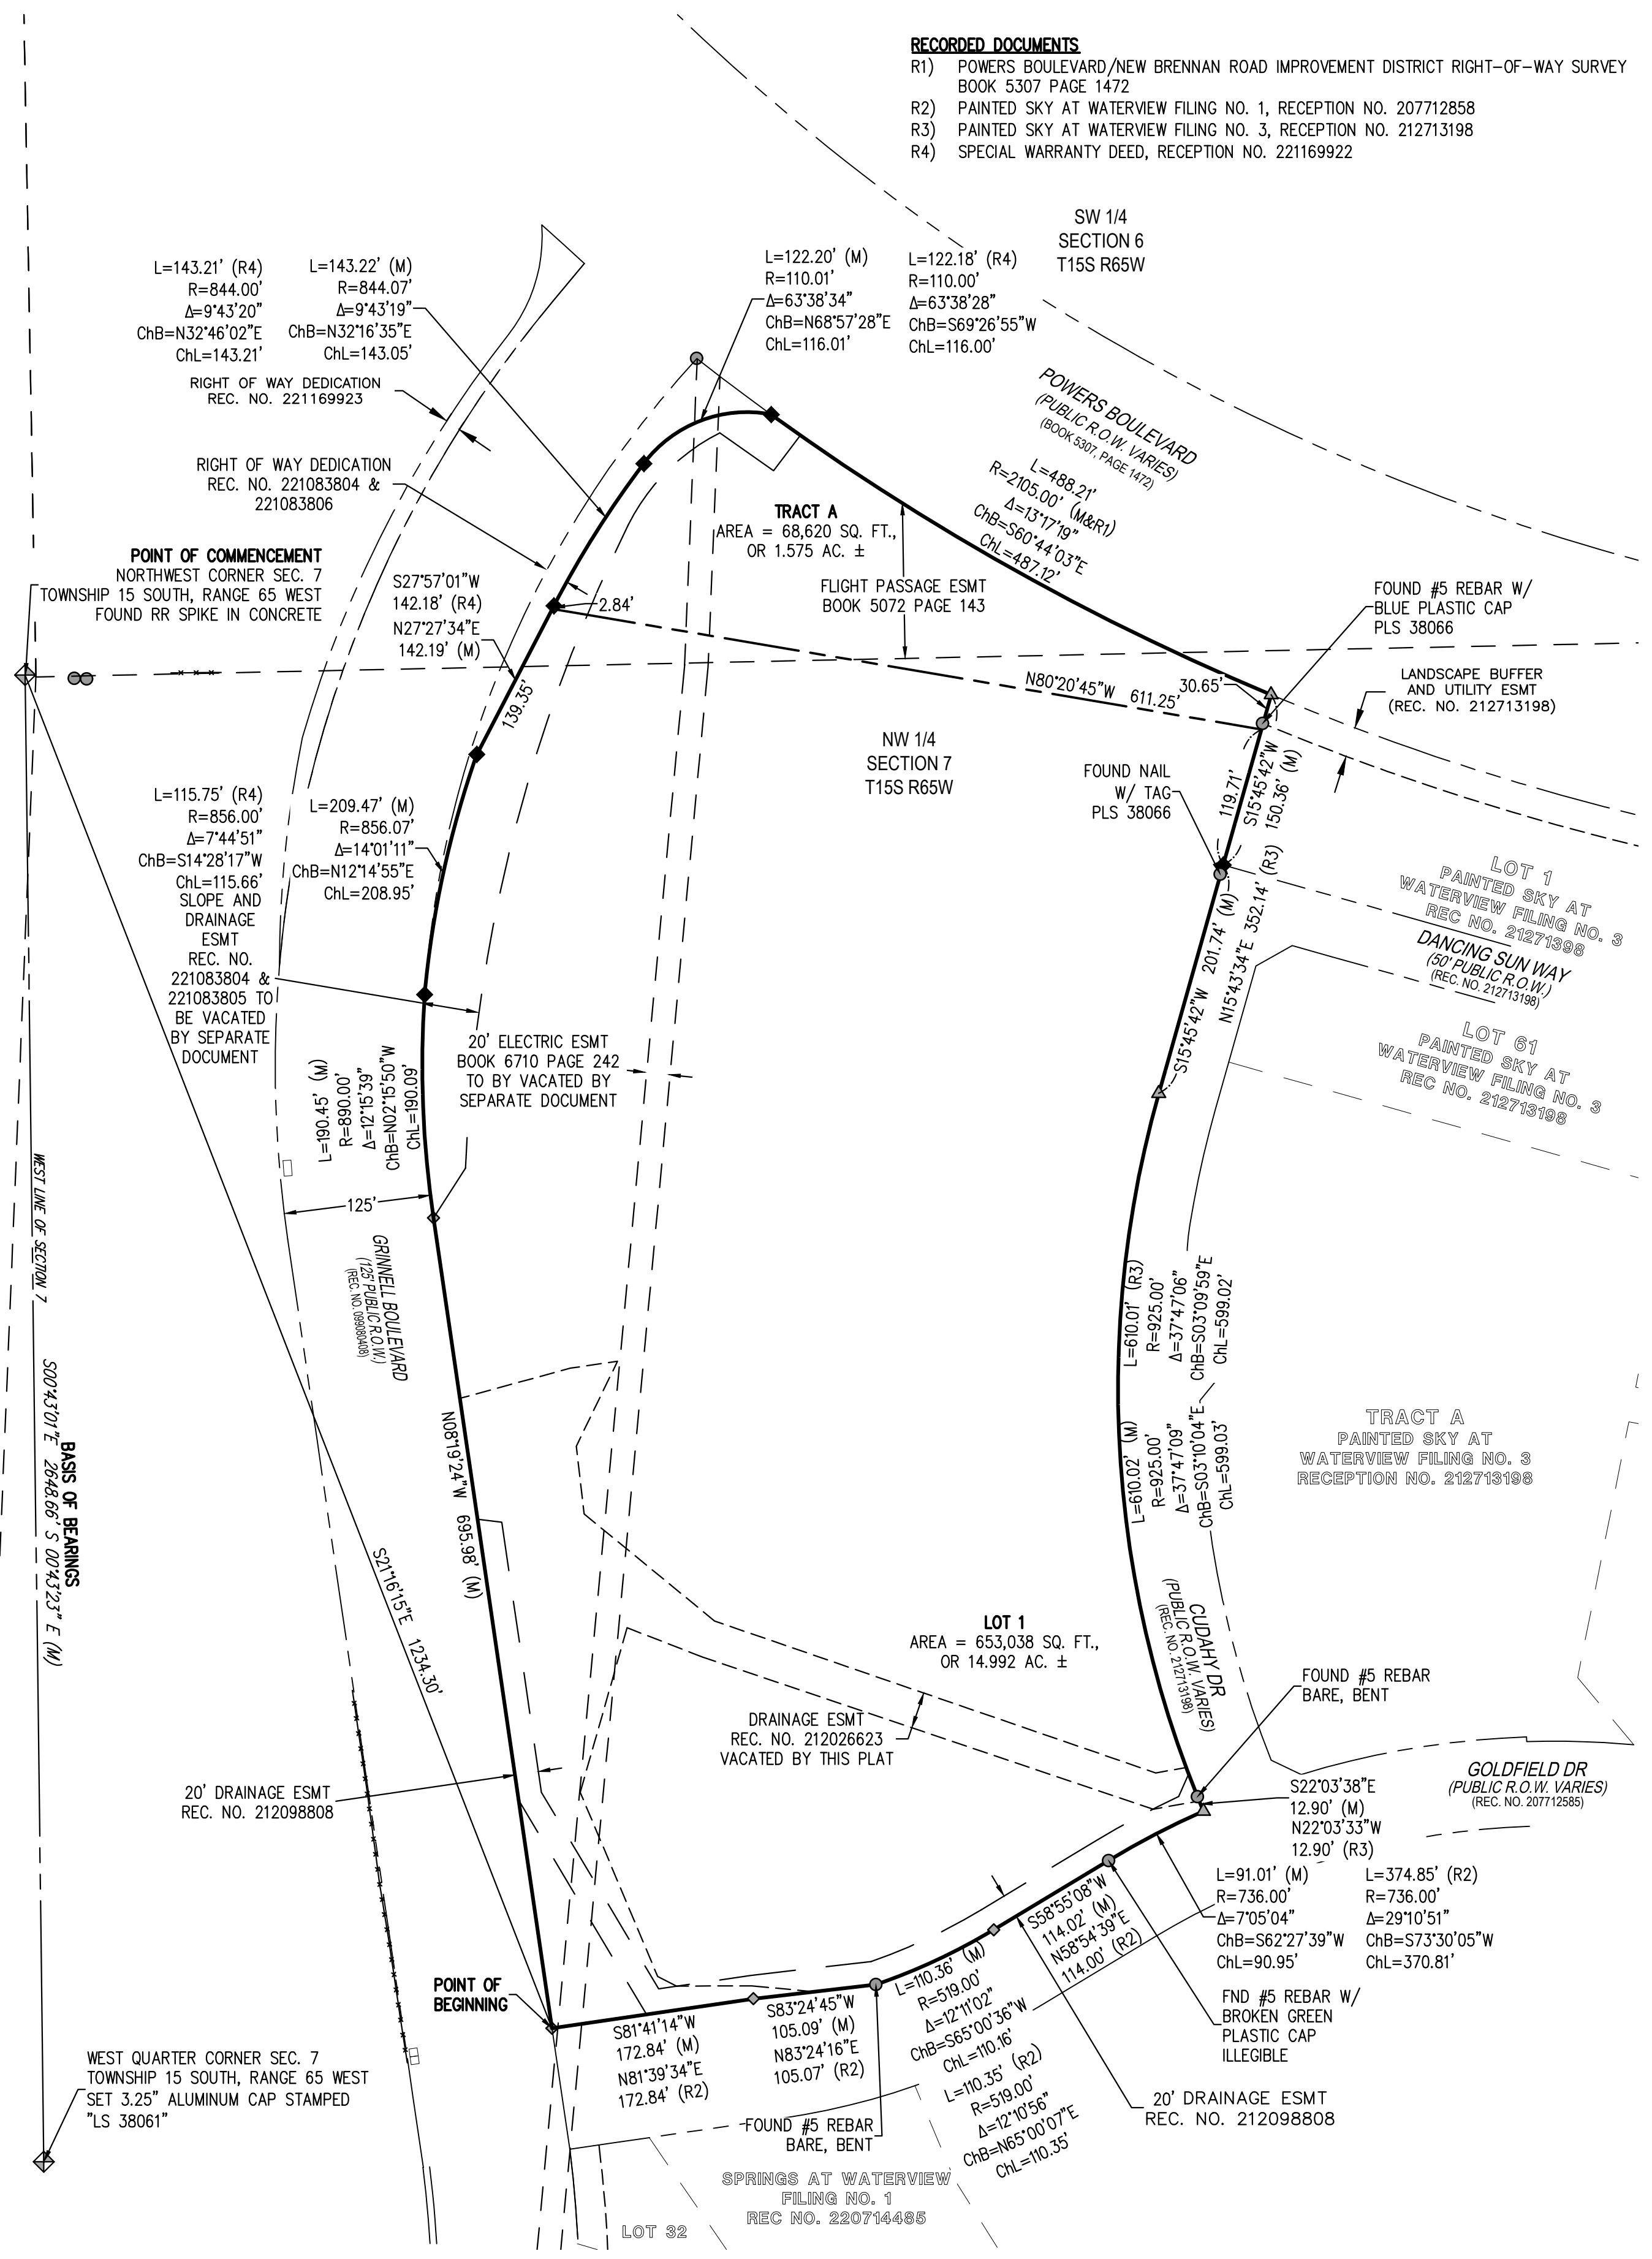 RECORDED DOCUMENTS
R1) POWERS BOULEVARD/NEW BRENNAN ROAD IMPROVEMENT DISTRICT RIGHT-OF-WAY SURVEY
BOOK 5307 PAGE 1472
R2) PAINTED SKY AT WATERVIEW FILING NO. 1, RECEPTION NO. 207712858
R3) PAINTED SKY AT WATERVIEW FILING NO. 3, RECEPTION NO. 212713198
R4) SPECIAL WARRANTY DEED, RECEPTION NO. 221169922
SW 1/4
SECTION 6
T15S R65W
L=143.21' (R4)
R=844.00'
Δ=9°43'20"
ChB=N32°46'02"E
ChL=143.21'
L=143.22' (M)
R=844.07'
Δ=9°43'19"
ChB=N32°16'35"E
ChL=143.05'
L=122.20' (M)
R=110.01'
Δ=63°38'34"
ChB=N68°57'28"E
ChL=116.01'
L=122.18' (R4)
R=110.00'
Δ=63°38'28"
ChB=S69°26'55"W
ChL=116.00'
RIGHT OF WAY DEDICATION
REC. NO. 221169923
RIGHT OF WAY DEDICATION
REC. NO. 221083804 &
221083806
POWERS BOULEVARD
(PUBLIC R.O.W. VARIES)
(BOOK 5307, PAGE 1472)
L=488.21'
R=2105.00' (M&R1)
Δ=13°17'19"
ChB=S60°44'03"E
ChL=487.12'
TRACT A
AREA = 68,620 SQ. FT.,
OR 1.575 AC. ±
POINT OF COMMENCEMENT
NORTHWEST CORNER SEC. 7
TOWNSHIP 15 SOUTH, RANGE 65 WEST
FOUND RR SPIKE IN CONCRETE
S27°57'01"W
142.18' (R4)
N27°27'34"E
142.19' (M)
2.84'
139.35'
FLIGHT PASSAGE ESMT
BOOK 5072 PAGE 143
FOUND #5 REBAR W/
BLUE PLASTIC CAP
PLS 38066
N80°20'45"W 611.25'
30.65'
LANDSCAPE BUFFER
AND UTILITY ESMT
(REC. NO. 212713198)
NW 1/4
SECTION 7
T15S R65W
FOUND NAIL
W/ TAG
PLS 38066
119.71'
S15°45'42"W
150.36' (M)
L=115.75' (R4)
R=856.00'
Δ=7°44'51"
ChB=S14°28'17"W
ChL=115.66'
L=209.47' (M)
R=856.07'
Δ=14°01'11"
ChB=N12°14'55"E
ChL=208.95'
SLOPE AND
DRAINAGE
ESMT
REC. NO.
221083804 &
221083805 TO
BE VACATED
BY SEPARATE
DOCUMENT
LOT 1
PAINTED SKY AT
WATERVIEW FILING NO. 3
REC NO. 21271398
DANCING SUN WAY
(50' PUBLIC R.O.W.)
(REC. NO. 212713198)
S15°45'42"W 201.74' (M)
N15°43'34"E 352.14' (R3)
LOT 61
PAINTED SKY AT
WATERVIEW FILING NO. 3
REC NO. 212713198
20' ELECTRIC ESMT
BOOK 6710 PAGE 242
TO BY VACATED BY
SEPARATE DOCUMENT
L=190.45' (M)
R=890.00'
Δ=12°15'39"
ChB=N02°15'50"W
ChL=190.09'
125'
GRINNELL BOULEVARD
(125' PUBLIC R.O.W.)
(REC. NO. 099080408)
WEST LINE OF SECTION 7
L=610.01' (R3)
R=925.00'
Δ=37°47'06"
ChB=S03°09'59"E
ChL=599.02'
L=610.02' (M)
R=925.00'
Δ=37°47'09"
ChB=S03°10'04"E
ChL=599.03'
TRACT A
PAINTED SKY AT
WATERVIEW FILING NO. 3
RECEPTION NO. 212713198
N08°19'24"W 695.98' (M)
BASIS OF BEARINGS
S00°43'01"E 2648.66' S 00°43'23" E (M)
S21°16'15"E 1234.30'
LOT 1
AREA = 653,038 SQ. FT.,
OR 14.992 AC. ±
CUDAHY DR
(PUBLIC R.O.W. VARIES)
(REC. NO. 212713198)
FOUND #5 REBAR
BARE, BENT
DRAINAGE ESMT
REC. NO. 212026623
VACATED BY THIS PLAT
GOLDFIELD DR
(PUBLIC R.O.W. VARIES)
(REC. NO. 207712585)
20' DRAINAGE ESMT
REC. NO. 212098808
S22°03'38"E
12.90' (M)
N22°03'33"W
12.90' (R3)
L=91.01' (M)
R=736.00'
Δ=7°05'04"
ChB=S62°27'39"W
ChL=90.95'
L=374.85' (R2)
R=736.00'
Δ=29°10'51"
ChB=S73°30'05"W
ChL=370.81'
S58°55'08"W
114.02' (M)
N58°54'39"E
114.00' (R2)
POINT OF
BEGINNING
L=110.36' (M)
R=519.00'
Δ=12°11'02"
ChB=S65°00'36"W
ChL=110.16'
L=110.35' (R2)
R=519.00'
Δ=12°10'56"
ChB=N65°00'07"E
ChL=110.35'
FND #5 REBAR W/
BROKEN GREEN
PLASTIC CAP
ILLEGIBLE
S81°41'14"W
172.84' (M)
N81°39'34"E
172.84' (R2)
S83°24'45"W
105.09' (M)
N83°24'16"E
105.07' (R2)
WEST QUARTER CORNER SEC. 7
TOWNSHIP 15 SOUTH, RANGE 65 WEST
SET 3.25" ALUMINUM CAP STAMPED
"LS 38061"
20' DRAINAGE ESMT
REC. NO. 212098808
FOUND #5 REBAR
BARE, BENT
SPRINGS AT WATERVIEW
FILING NO. 1
REC NO. 220714485
LOT 32